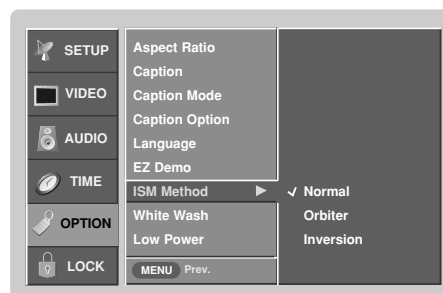 SETUP
VIDEO
AUDIO
TIME
OPTION
LOCK
Aspect Ratio
Caption
Caption Mode
Caption Option
Language
EZ Demo
ISM Method
White Wash
Low Power
MENU Prev.
Normal
Orbiter
Inversion